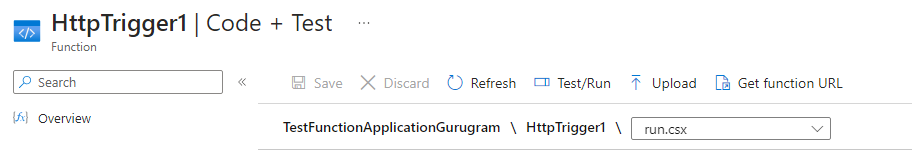 HttpTrigger1 | Code + Test ...
Function
Search «
Save Discard Refresh Test/Run Upload Get function URL
{fx} Overview
TestFunctionApplicationGurugram \ HttpTrigger1 \ run.csx